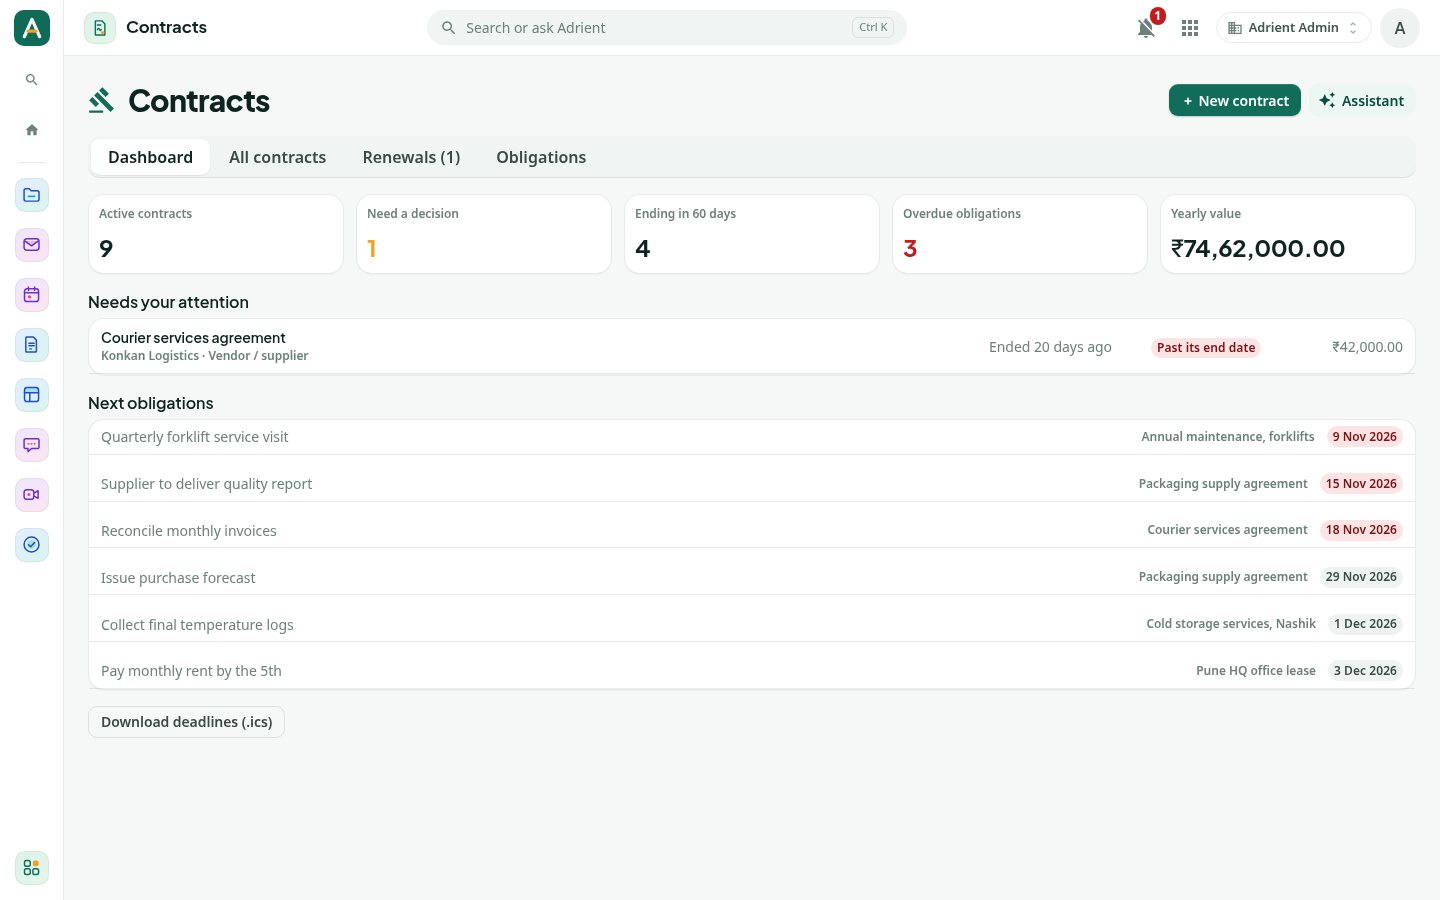 Contracts
Search or ask Adrient
Ctrl K
1
Adrient Admin
A
Contracts
+ New contract
Assistant
Dashboard
All contracts
Renewals (1)
Obligations
Active contracts
9
Need a decision
1
Ending in 60 days
4
Overdue obligations
3
Yearly value
₹74,62,000.00
Needs your attention
Courier services agreement
Konkan Logistics · Vendor / supplier
Ended 20 days ago
Past its end date
₹42,000.00
Next obligations
Quarterly forklift service visit
Annual maintenance, forklifts
9 Nov 2026
Supplier to deliver quality report
Packaging supply agreement
15 Nov 2026
Reconcile monthly invoices
Courier services agreement
18 Nov 2026
Issue purchase forecast
Packaging supply agreement
29 Nov 2026
Collect final temperature logs
Cold storage services, Nashik
1 Dec 2026
Pay monthly rent by the 5th
Pune HQ office lease
3 Dec 2026
Download deadlines (.ics)